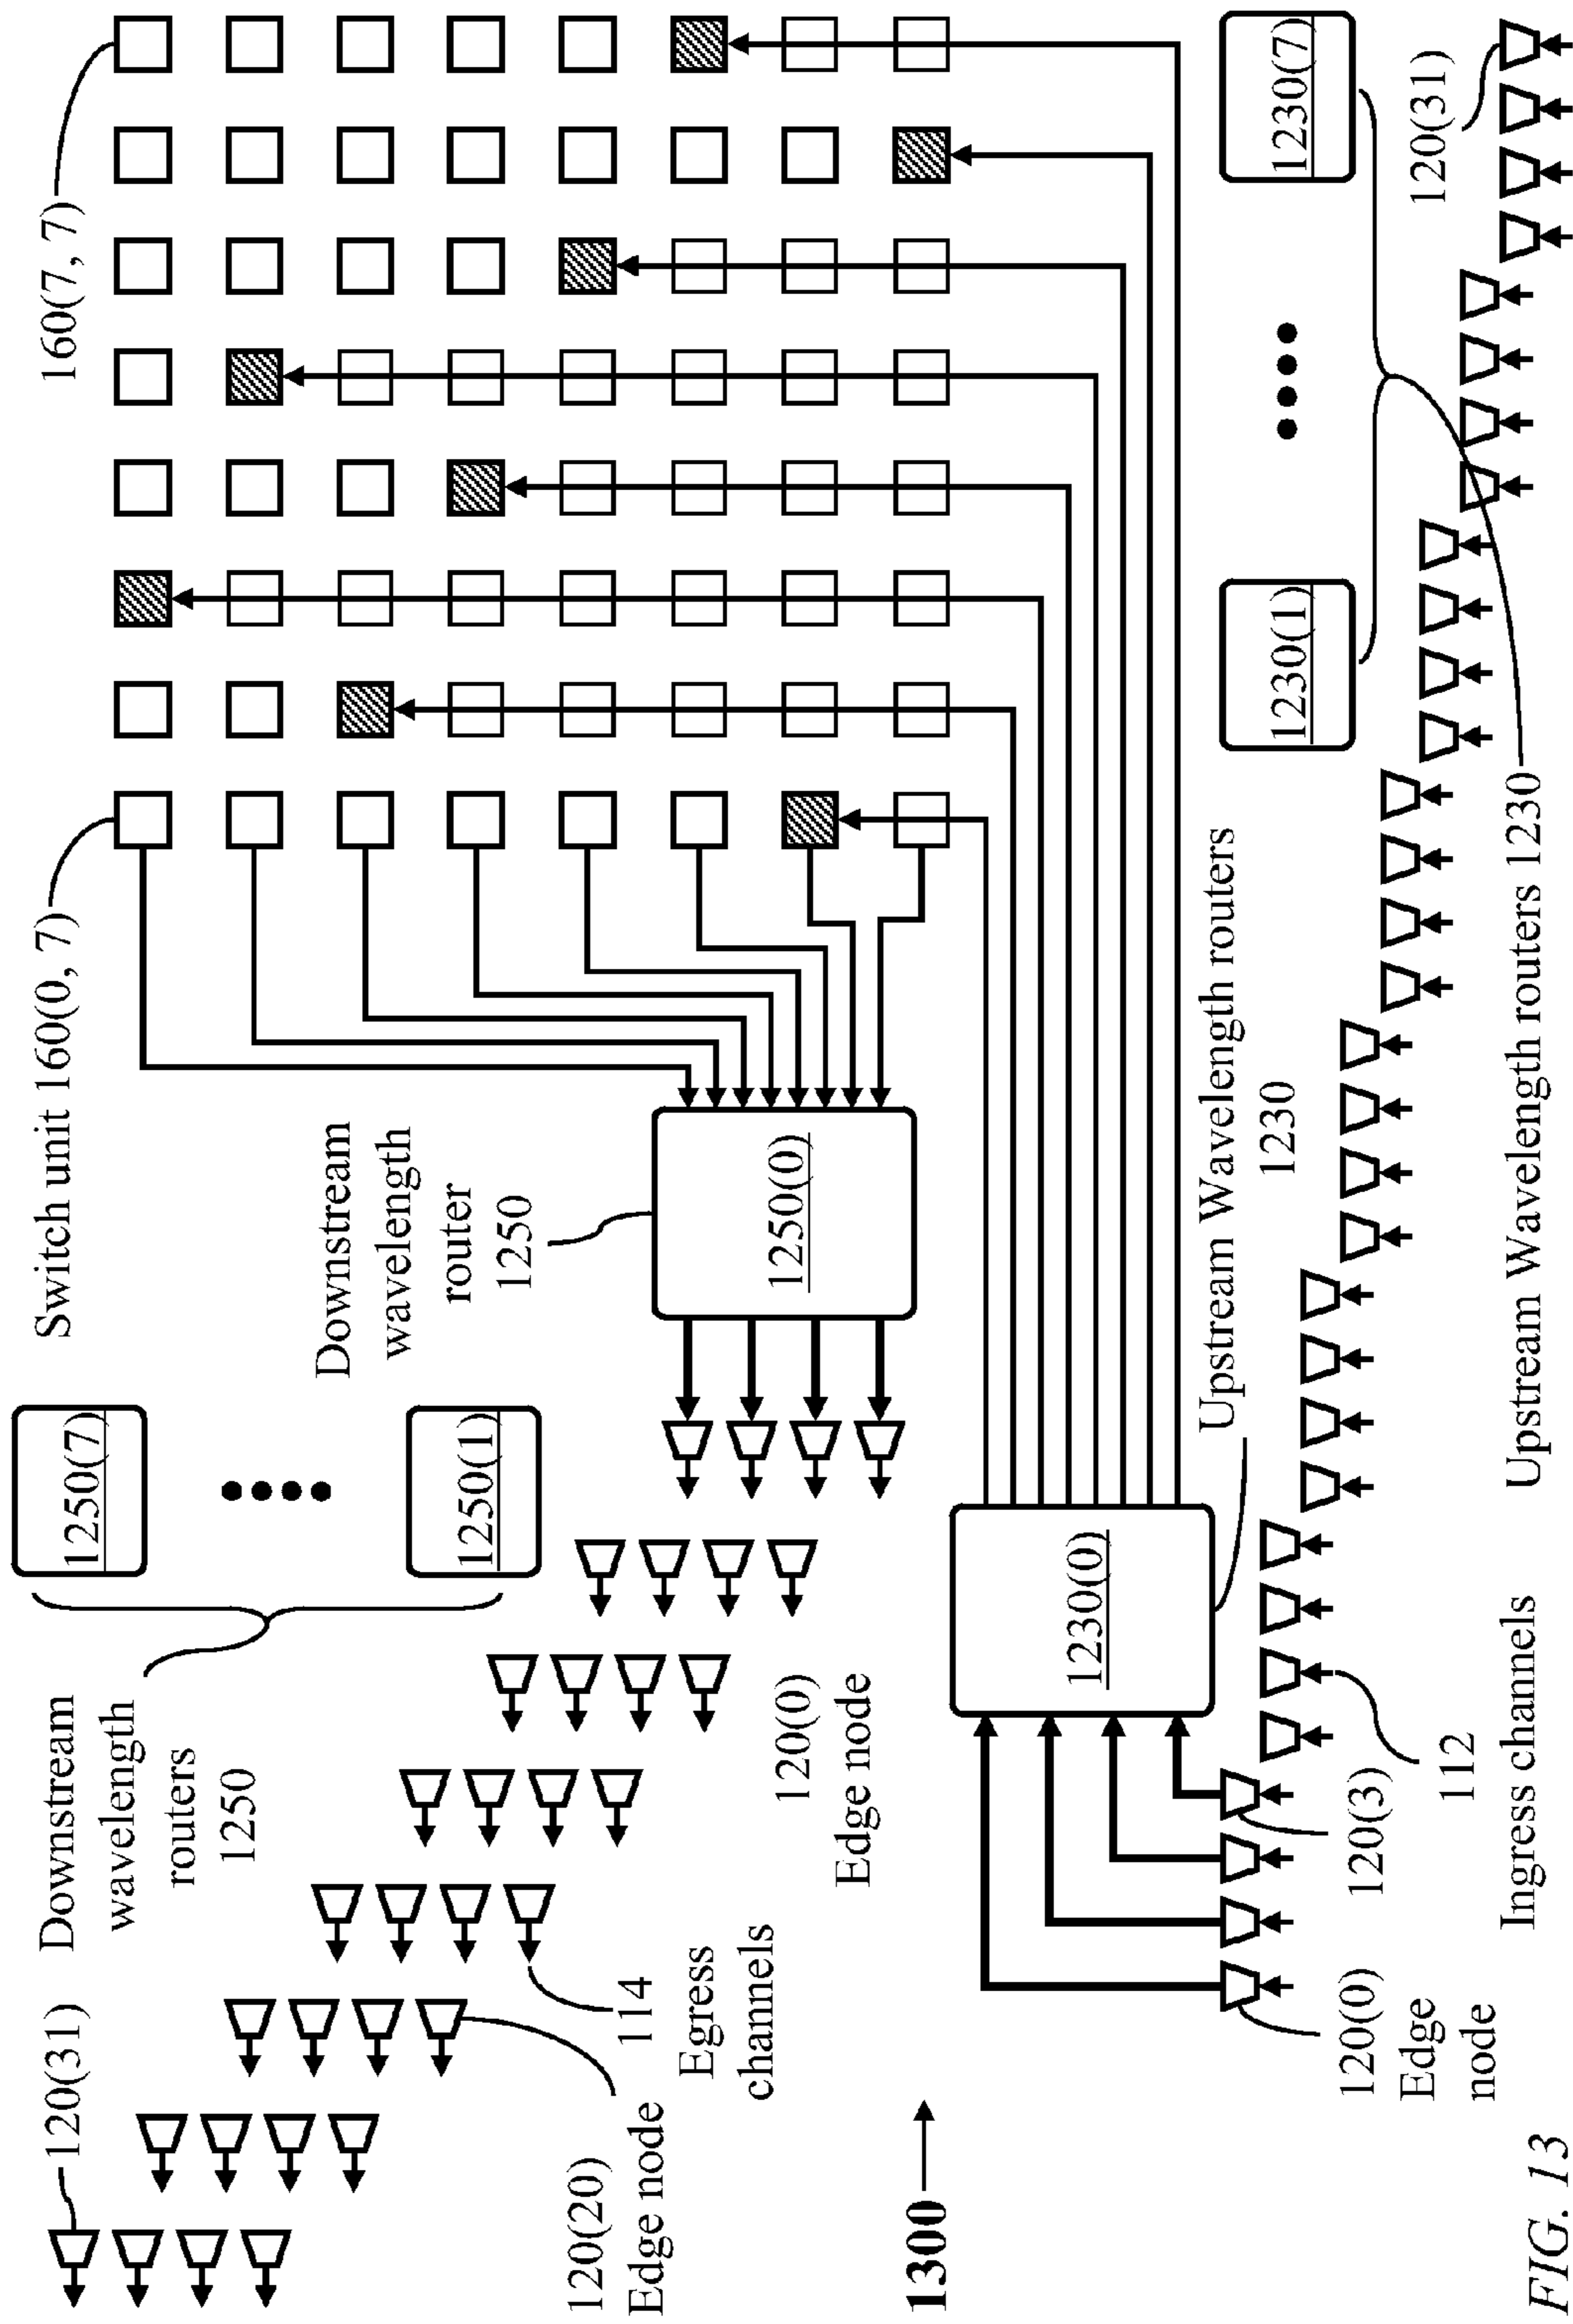 120(31)
Downstream
wavelength
routers
1250
1250(7)
1250(1)
Switch unit 160(0, 7)
160(7, 7)
Downstream
wavelength
router
1250
1250(0)
120(20)
Edge node
114
Egress
channels
120(0)
Edge node
1300
1230(0)
Upstream Wavelength routers
1230
1230(1)
1230(7)
120(31)
120(0)
Edge
node
120(3)
112
Ingress channels
Upstream Wavelength routers 1230
FIG. 13